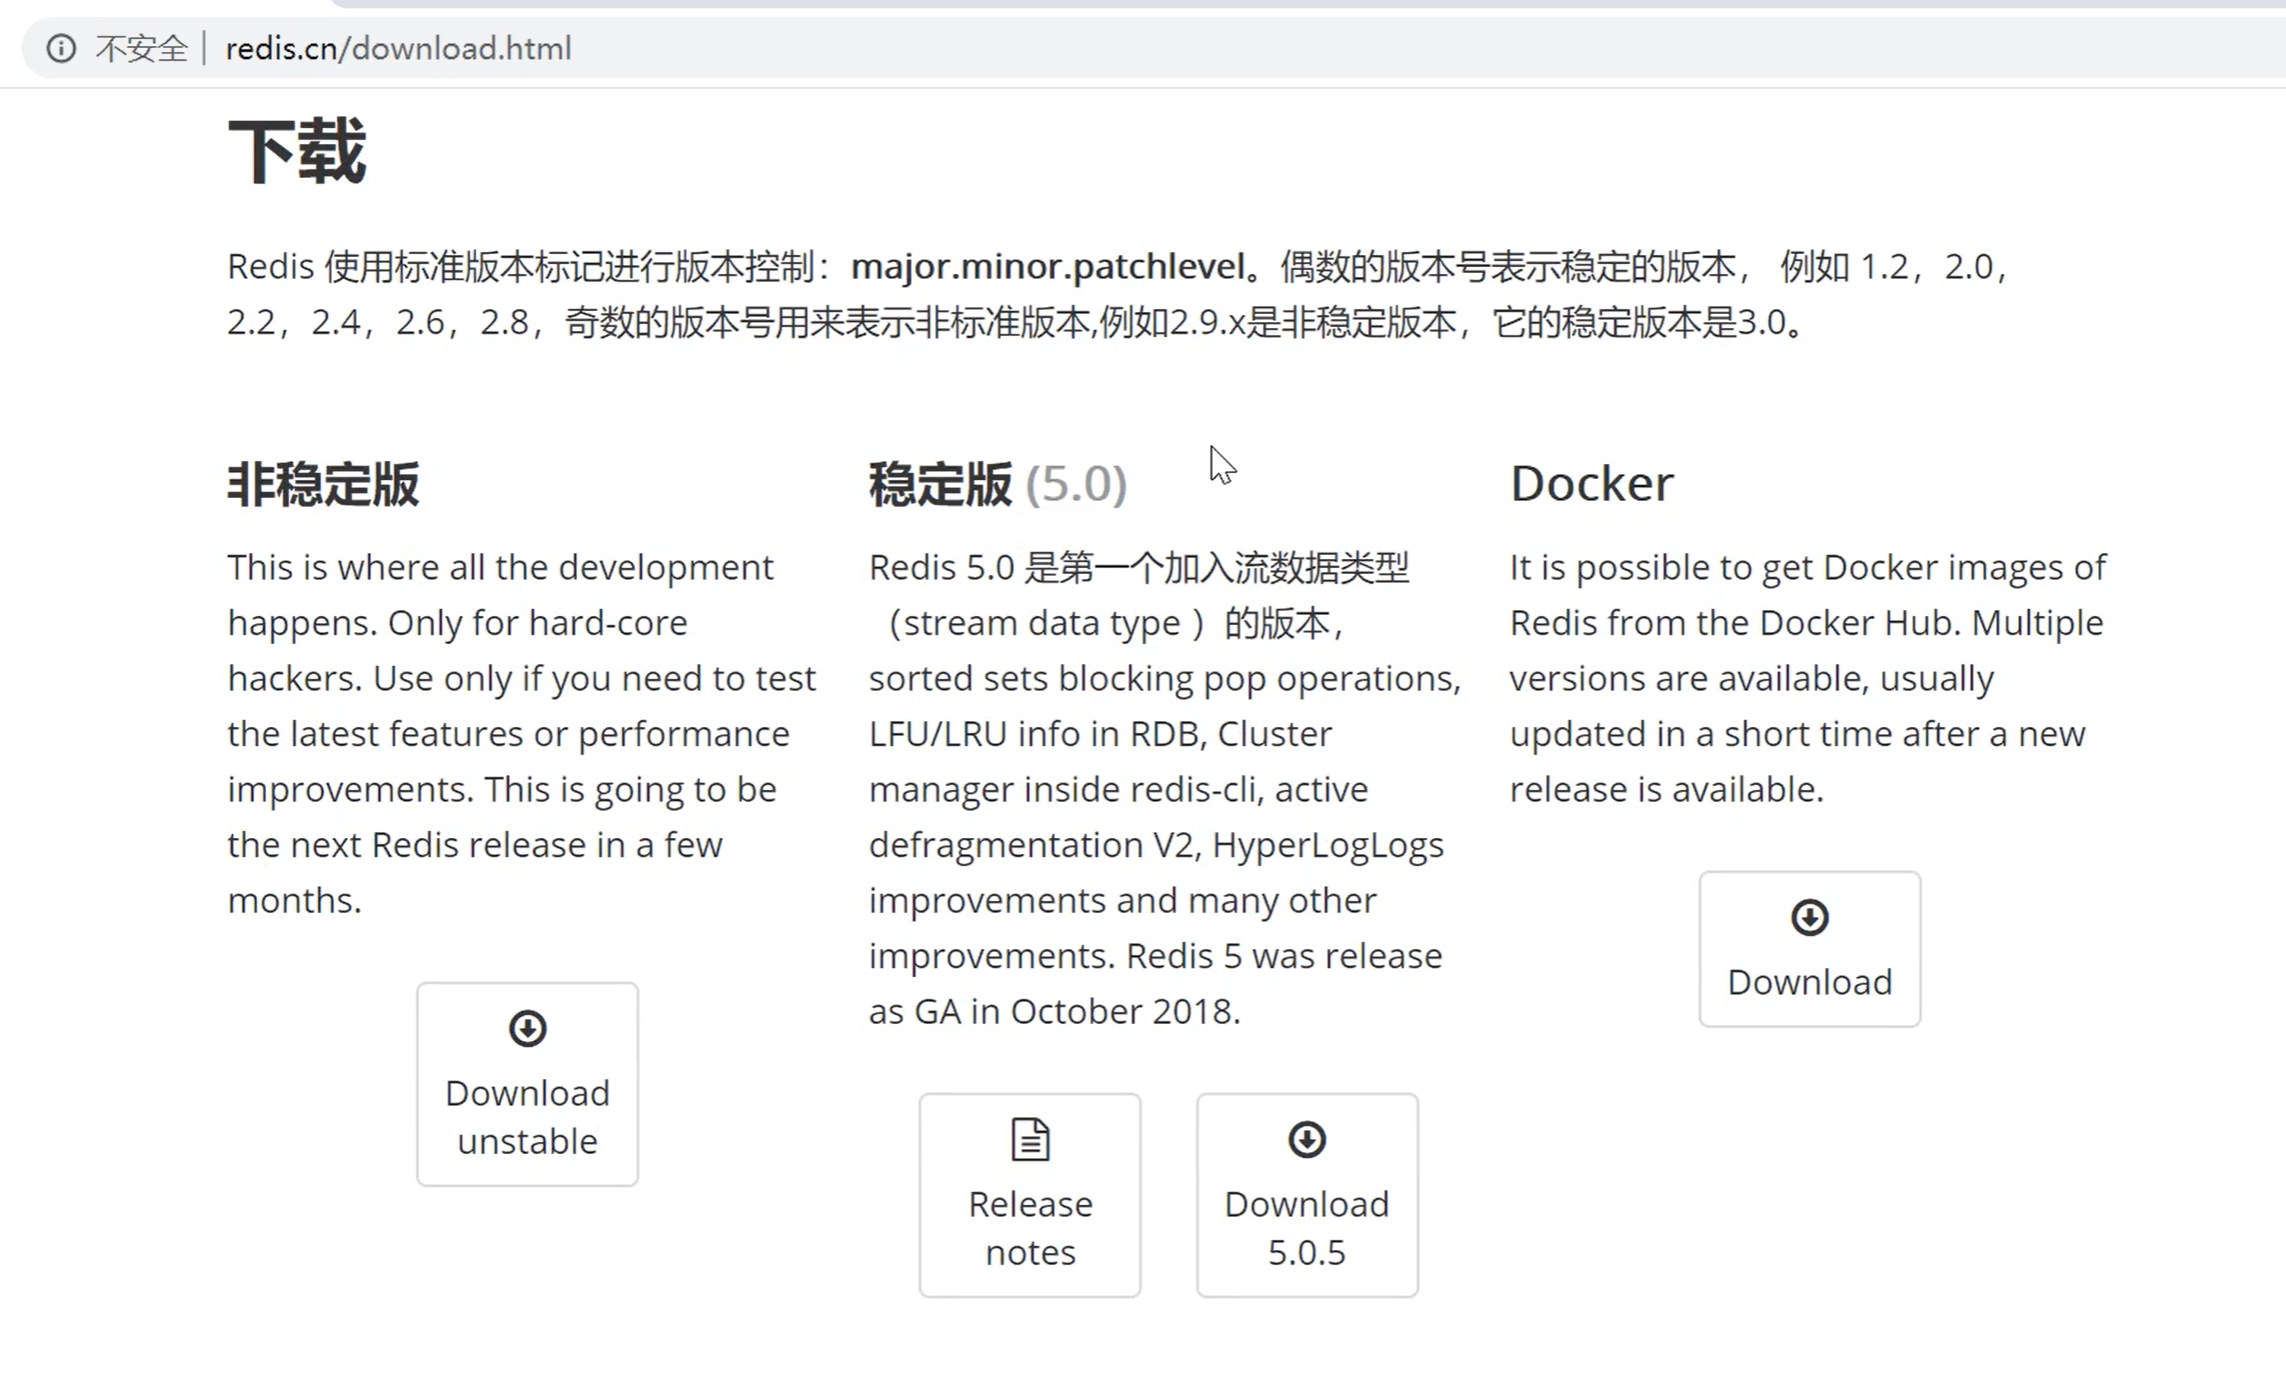 不安全 | redis.cn/download.html
下载
Redis 使用标准版本标记进行版本控制：major.minor.patchlevel。偶数的版本号表示稳定的版本， 例如 1.2，2.0，
2.2，2.4，2.6，2.8，奇数的版本号用来表示非标准版本,例如2.9.x是非稳定版本，它的稳定版本是3.0。
非稳定版
This is where all the development
happens. Only for hard-core
hackers. Use only if you need to test
the latest features or performance
improvements. This is going to be
the next Redis release in a few
months.
Download
unstable
稳定版 (5.0)
Redis 5.0 是第一个加入流数据类型
（stream data type ）的版本，
sorted sets blocking pop operations,
LFU/LRU info in RDB, Cluster
manager inside redis-cli, active
defragmentation V2, HyperLogLogs
improvements and many other
improvements. Redis 5 was release
as GA in October 2018.
Release
notes
Download
5.0.5
Docker
It is possible to get Docker images of
Redis from the Docker Hub. Multiple
versions are available, usually
updated in a short time after a new
release is available.
Download